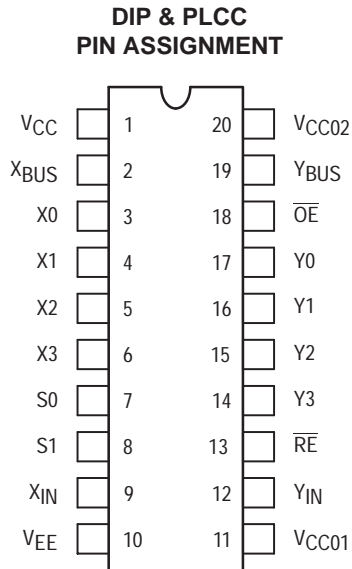 DIP & PLCC
PIN ASSIGNMENT
VCC 1 20 VCC02
XBUS 2 19 YBUS
X0 3 18 O̅E̅
X1 4 17 Y0
X2 5 16 Y1
X3 6 15 Y2
S0 7 14 Y3
S1 8 13 R̅E̅
XIN 9 12 YIN
VEE 10 11 VCC01